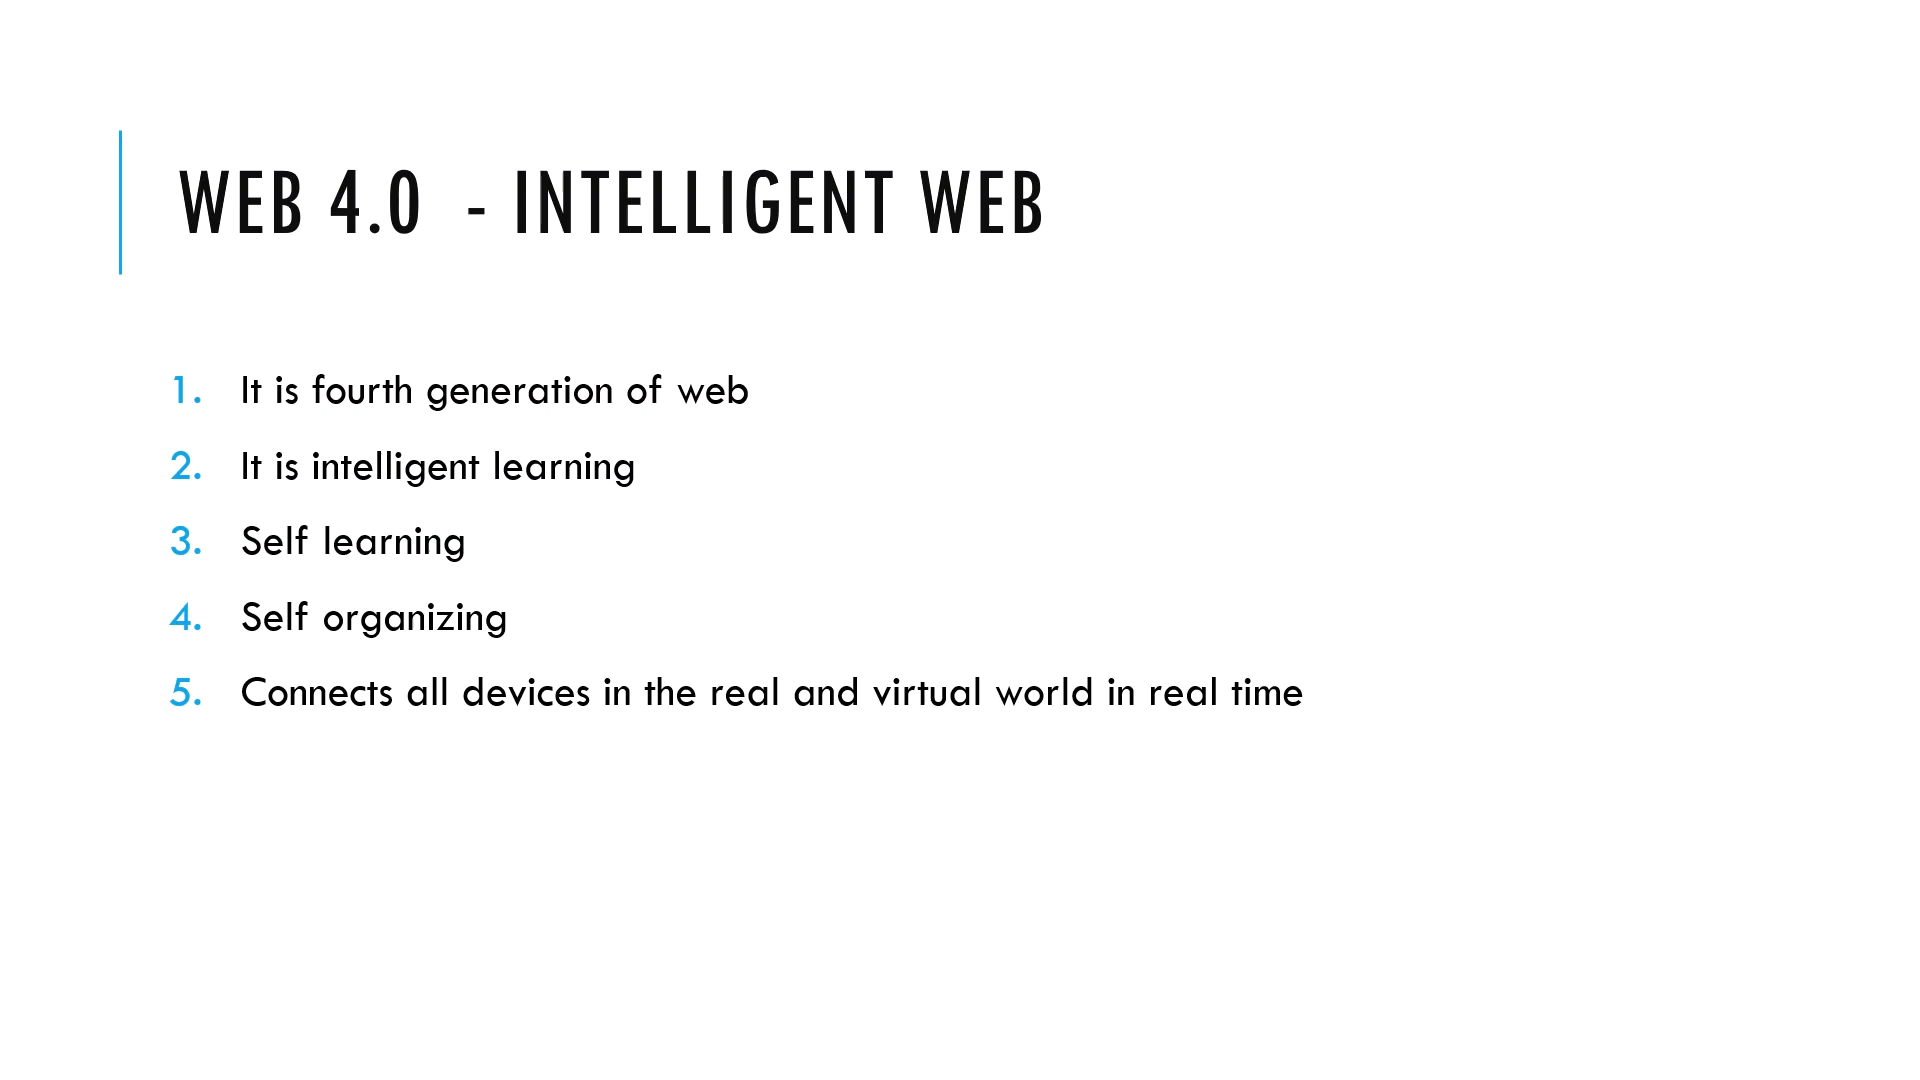 WEB 4.0  - INTELLIGENT WEB
1. It is fourth generation of web
2. It is intelligent learning
3. Self learning
4. Self organizing
5. Connects all devices in the real and virtual world in real time